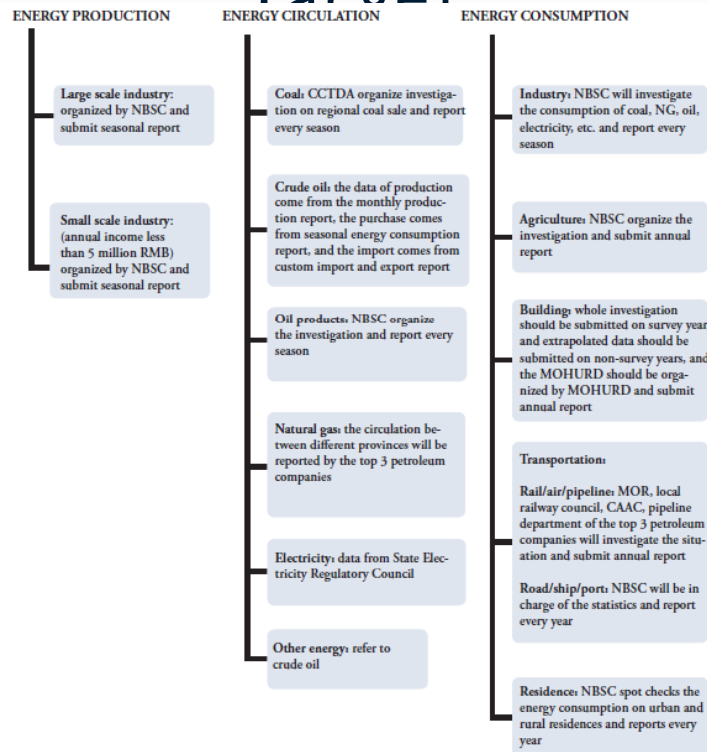 ENERGY PRODUCTION
Large scale industry:
organized by NBSC and
submit seasonal report
Small scale industry:
(annual income less
than 5 million RMB)
organized by NBSC and
submit seasonal report
ENERGY CIRCULATION
Coal: CCTDA organize investiga-
tion on regional coal sale and report
every season
Crude oil: the data of production
come from the monthly produc-
tion report, the purchase comes
from seasonal energy consumption
report, and the import comes from
custom import and export report
Oil products: NBSC organize
the investigation and report every
season
Natural gas: the circulation be-
tween different provinces will be
reported by the top 3 petroleum
companies
Electricity: data from State Elec-
tricity Regulatory Council
Other energy: refer to
crude oil
ENERGY CONSUMPTION
Industry: NBSC will investigate
the consumption of coal, NG, oil,
electricity, etc. and report every
season
Agriculture: NBSC organize the
investigation and submit annual
report
Building: whole investigation
should be submitted on survey year
and extrapolated data should be
submitted on non-survey years, and
the MOHURD should be orga-
nized by MOHURD and submit
annual report
Transportation:
Rail/air/pipeline: MOR, local
railway council, CAAC, pipeline
department of the top 3 petroleum
companies will investigate the situ-
ation and submit annual report
Road/ship/port: NBSC will be in
charge of the statistics and report
every year
Residence: NBSC spot checks the
energy consumption on urban and
rural residences and reports every
year